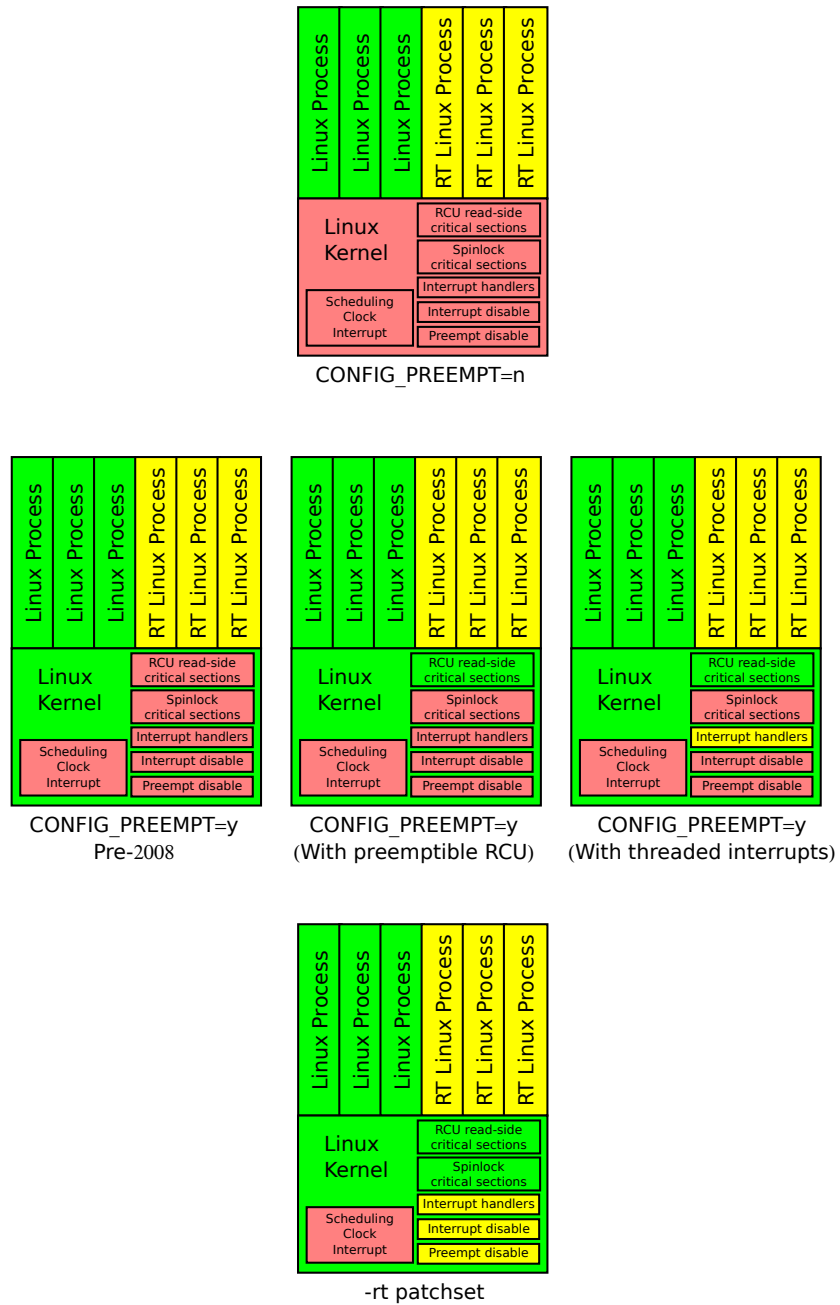 Linux Process
Linux Process
Linux Process
RT Linux Process
RT Linux Process
RT Linux Process
Linux
Kernel
RCU read-side
critical sections
Spinlock
critical sections
Interrupt handlers
Scheduling
Clock
Interrupt
Interrupt disable
Preempt disable
CONFIG_PREEMPT=n
Linux Process
Linux Process
Linux Process
RT Linux Process
RT Linux Process
RT Linux Process
Linux
Kernel
RCU read-side
critical sections
Spinlock
critical sections
Interrupt handlers
Scheduling
Clock
Interrupt
Interrupt disable
Preempt disable
CONFIG_PREEMPT=y
Pre-2008
Linux Process
Linux Process
Linux Process
RT Linux Process
RT Linux Process
RT Linux Process
Linux
Kernel
RCU read-side
critical sections
Spinlock
critical sections
Interrupt handlers
Scheduling
Clock
Interrupt
Interrupt disable
Preempt disable
CONFIG_PREEMPT=y
(With preemptible RCU)
Linux Process
Linux Process
Linux Process
RT Linux Process
RT Linux Process
RT Linux Process
Linux
Kernel
RCU read-side
critical sections
Spinlock
critical sections
Interrupt handlers
Scheduling
Clock
Interrupt
Interrupt disable
Preempt disable
CONFIG_PREEMPT=y
(With threaded interrupts)
Linux Process
Linux Process
Linux Process
RT Linux Process
RT Linux Process
RT Linux Process
Linux
Kernel
RCU read-side
critical sections
Spinlock
critical sections
Interrupt handlers
Scheduling
Clock
Interrupt
Interrupt disable
Preempt disable
-rt patchset